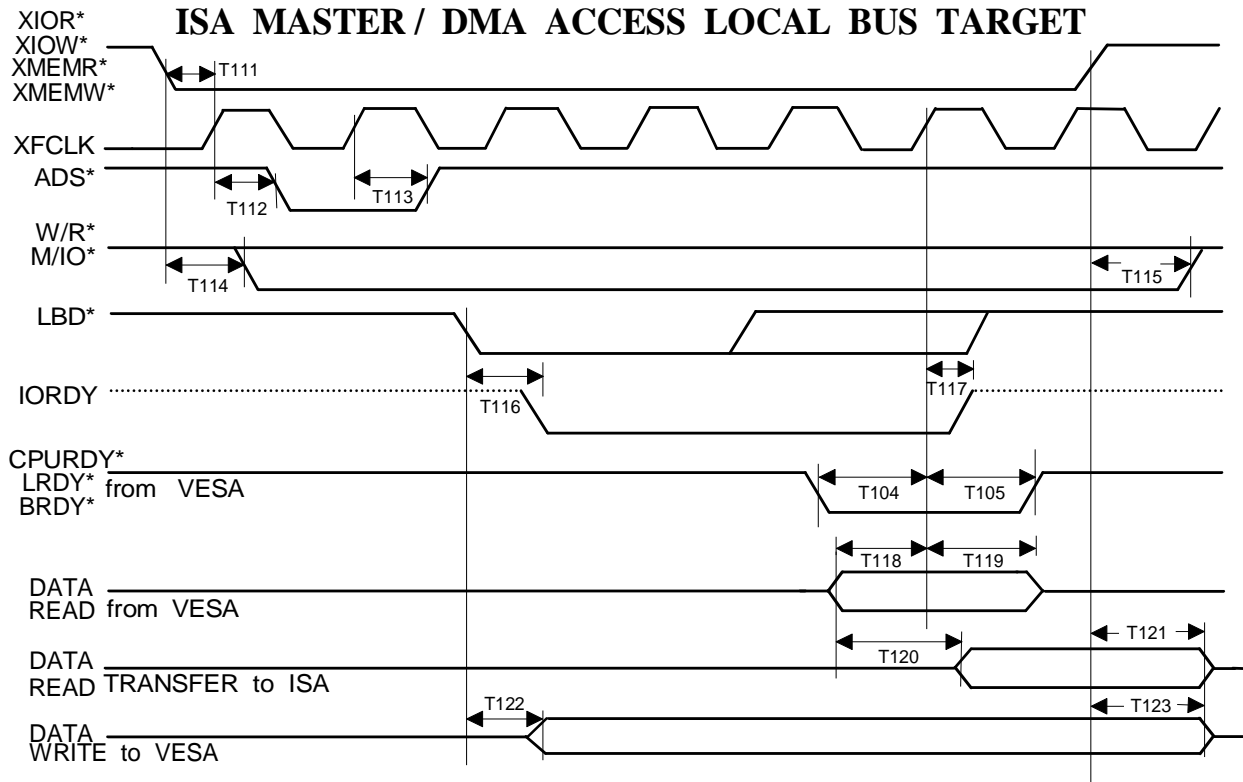 ISA MASTER / DMA ACCESS LOCAL BUS TARGET
XIOR*
XIOW*
XMEMR*
XMEMW*
T111
XFCLK
ADS*
T112
T113
W/R*
M/IO*
T114
T115
LBD*
T116
T117
IORDY
CPURDY*
LRDY* from VESA
BRDY*
T104
T105
T118
T119
DATA
READ from VESA
T120
T121
DATA
READ TRANSFER to ISA
T122
T123
DATA
WRITE to VESA